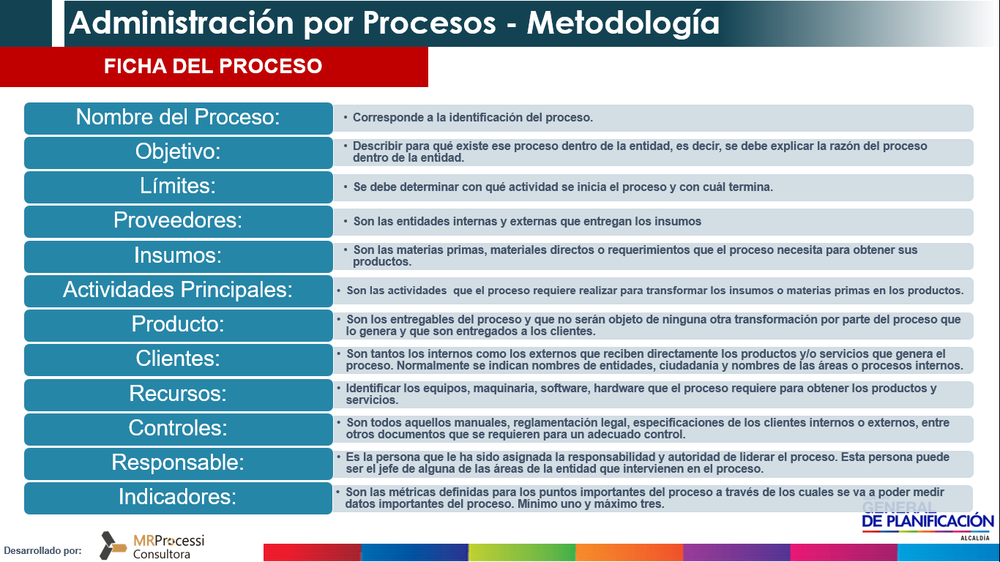 Administración por Procesos - Metodología
FICHA DEL PROCESO
Nombre del Proceso:
• Corresponde a la identificación del proceso.
Objetivo:
• Describir para qué existe ese proceso dentro de la entidad, es decir, se debe explicar la razón del proceso
dentro de la entidad.
Límites:
• Se debe determinar con qué actividad se inicia el proceso y con cuál termina.
Proveedores:
• Son las entidades internas y externas que entregan los insumos
Insumos:
• Son las materias primas, materiales directos o requerimientos que el proceso necesita para obtener sus
productos.
Actividades Principales:
• Son las actividades  que el proceso requiere realizar para transformar los insumos o materias primas en los productos.
Producto:
• Son los entregables del proceso y que no serán objeto de ninguna otra transformación por parte del proceso que
lo genera y que son entregados a los clientes.
Clientes:
• Son tantos los internos como los externos que reciben directamente los productos y/o servicios que genera el
proceso. Normalmente se indican nombres de entidades, ciudadanía y nombres de las áreas o procesos internos.
Recursos:
• Identificar los equipos, maquinaria, software, hardware que el proceso requiere para obtener los productos y
servicios.
Controles:
• Son todos aquellos manuales, reglamentación legal, especificaciones de los clientes internos o externos, entre
otros documentos que se requieren para un adecuado control.
Responsable:
• Es la persona que le ha sido asignada la responsabilidad y autoridad de liderar el proceso. Esta persona puede
ser el jefe de alguna de las áreas de la entidad que intervienen en el proceso.
Indicadores:
• Son las métricas definidas para los puntos importantes del proceso a través de los cuales se va a poder medir
datos importantes del proceso. Mínimo uno y máximo tres.
GENERAL
DE PLANIFICACIÓN
ALCALDÍA
Desarrollado por:
MRProcessi
Consultora